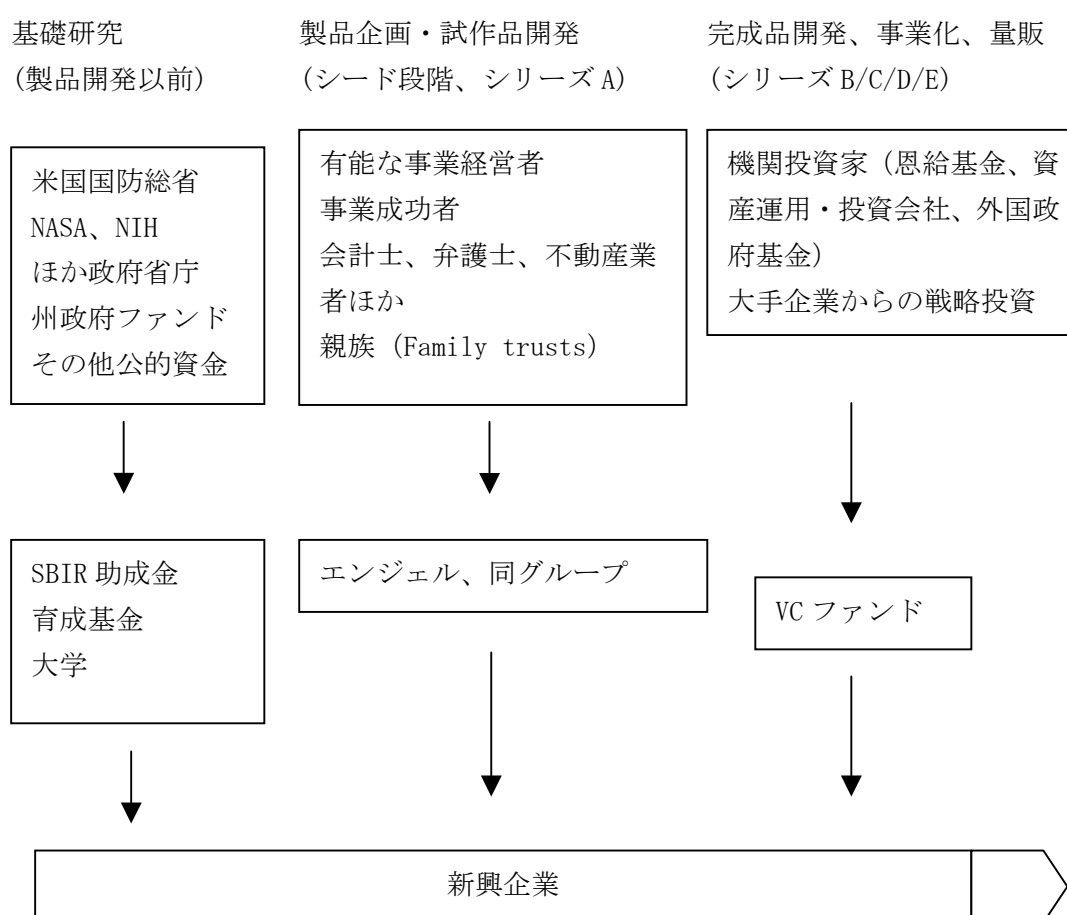 基礎研究
(製品開発以前)
製品企画・試作品開発
(シード段階、シリーズ A)
完成品開発、事業化、量販
(シリーズ B/C/D/E)
米国国防総省
NASA、NIH
ほか政府省庁
州政府ファンド
その他公的資金
有能な事業経営者
事業成功者
会計士、弁護士、不動産業
者ほか
親族 (Family trusts)
機関投資家（恩給基金、資
産運用・投資会社、外国政
府基金）
大手企業からの戦略投資
SBIR 助成金
育成基金
大学
エンジェル、同グループ
VC ファンド
新興企業